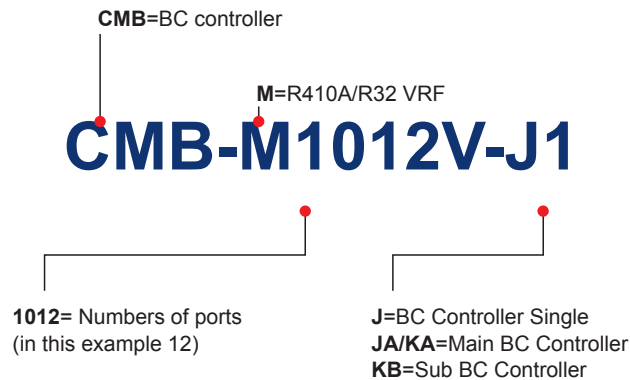 CMB=BC controller
M=R410A/R32 VRF
CMB-M1012V-J1
1012= Numbers of ports
(in this example 12)
J=BC Controller Single
JA/KA=Main BC Controller
KB=Sub BC Controller